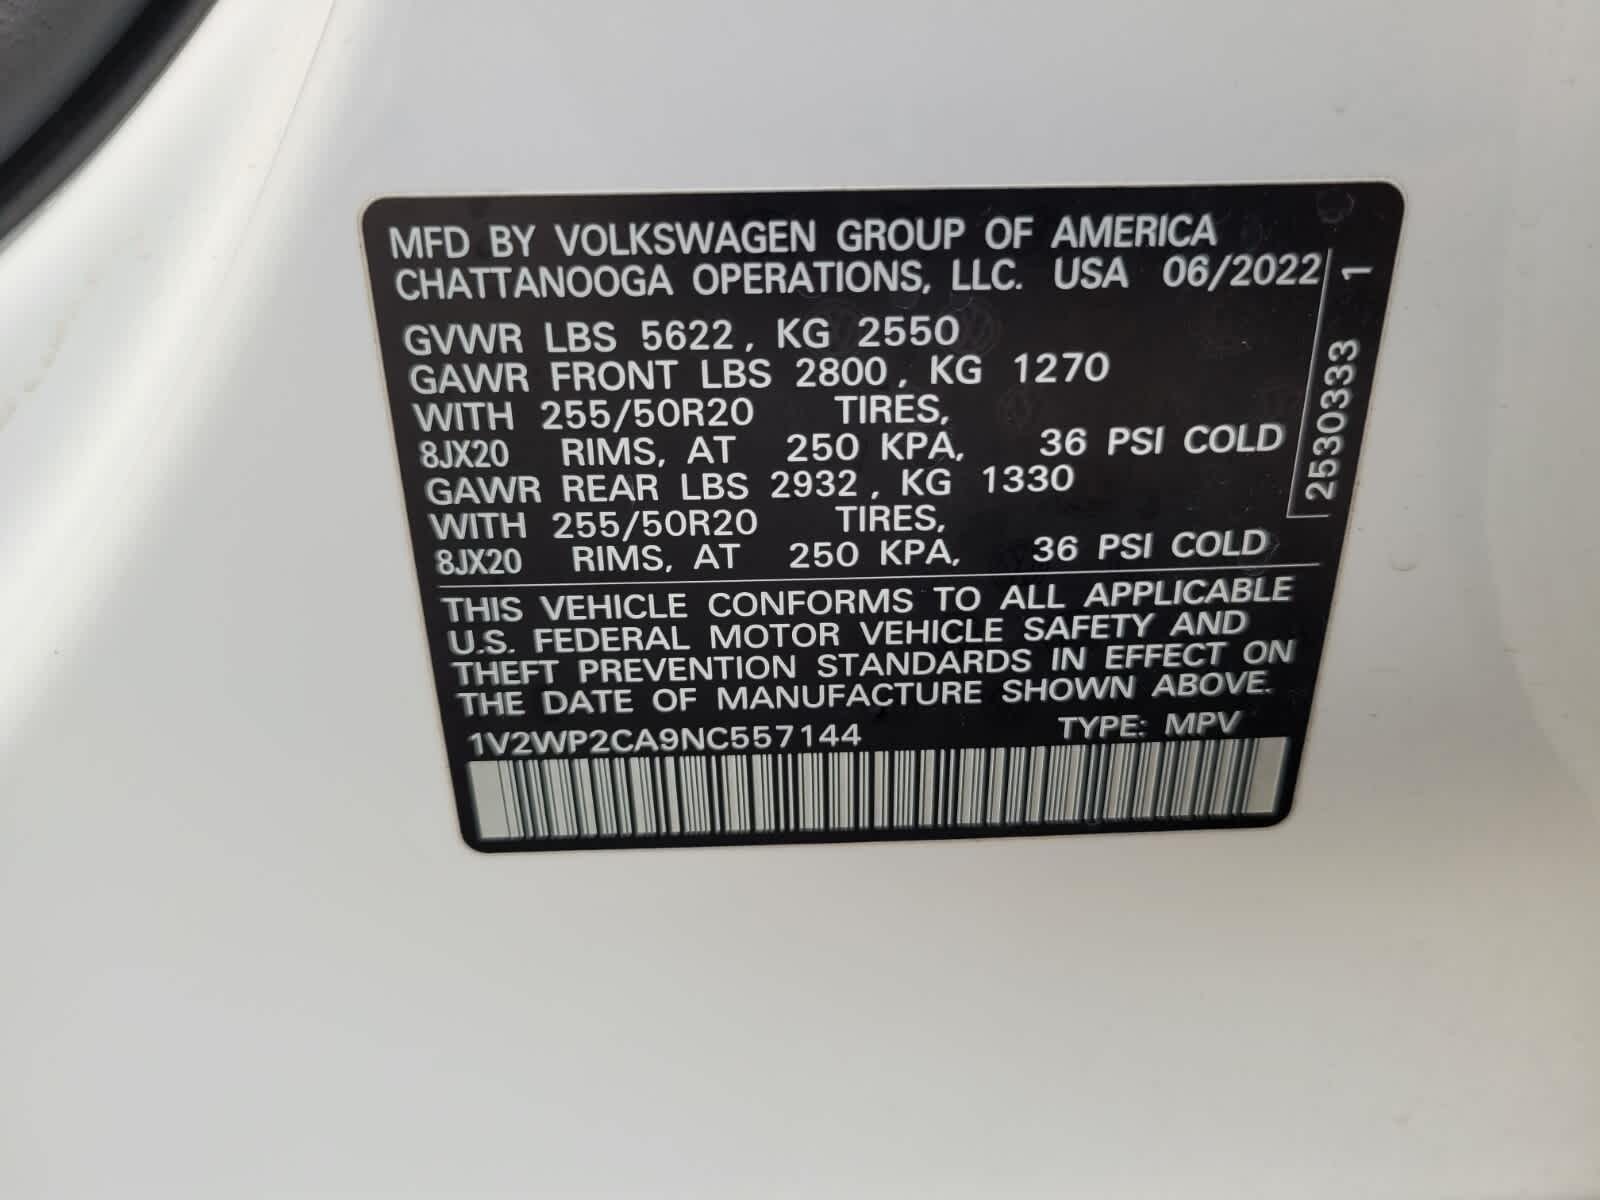 MFD BY VOLKSWAGEN GROUP OF AMERICA
CHATTANOOGA OPERATIONS, LLC. USA 06/2022
GVWR LBS 5622, KG 2550
GAWR FRONT LBS 2800, KG 1270
WITH 255/50R20 TIRES,
8JX20 RIMS, AT 250 KPA, 36 PSI COLD
GAWR REAR LBS 2932, KG 1330
WITH 255/50R20 TIRES,
8JX20 RIMS, AT 250 KPA, 36 PSI COLD
THIS VEHICLE CONFORMS TO ALL APPLICABLE
U.S. FEDERAL MOTOR VEHICLE SAFETY AND
THEFT PREVENTION STANDARDS IN EFFECT ON
THE DATE OF MANUFACTURE SHOWN ABOVE.
1V2WP2CA9NC557144 TYPE: MPV
2530333 1